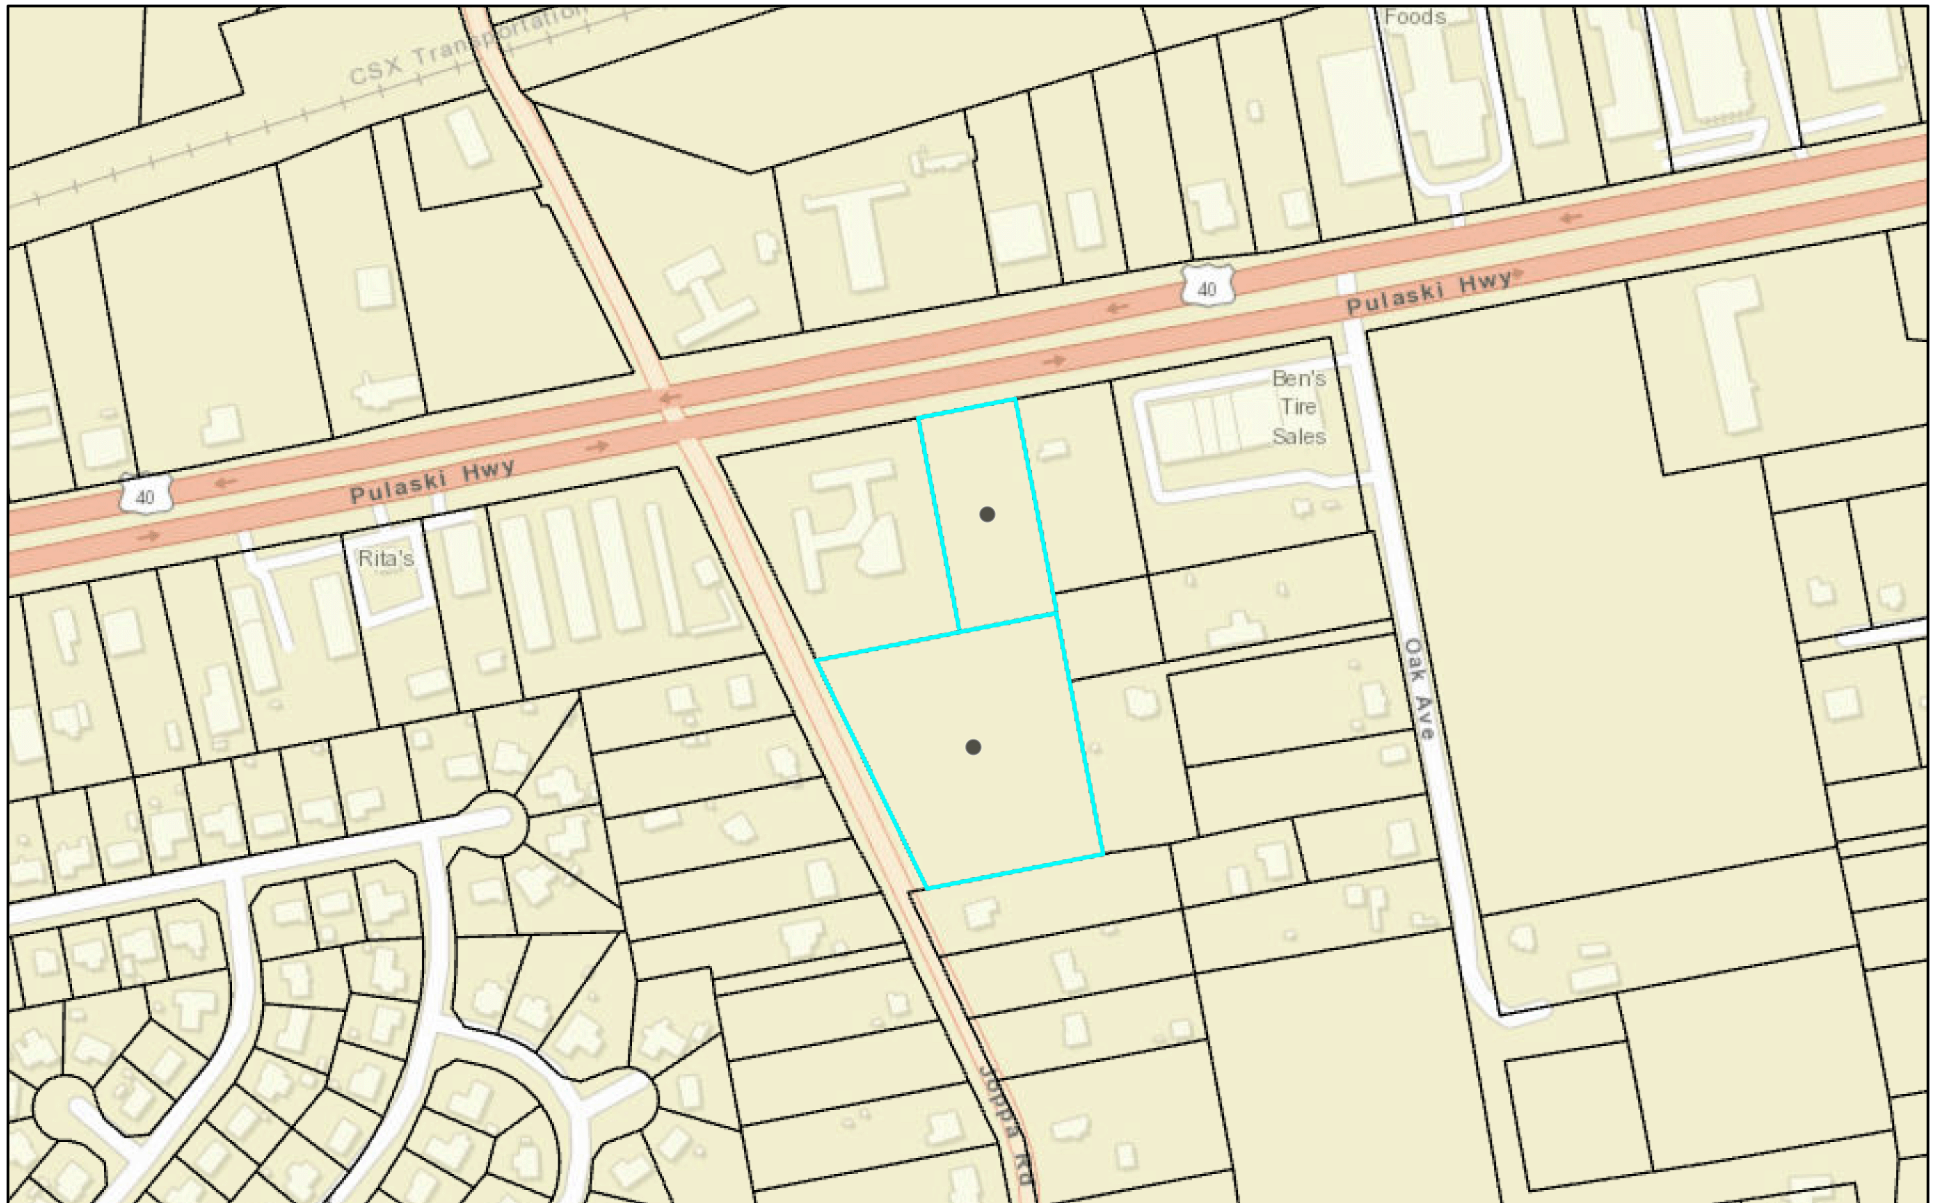 Foods
CSX Transportation
40
Pulaski Hwy
Ben's
Tire
Sales
Pulaski Hwy
40
Rita's
Oak Ave
Joppa Rd